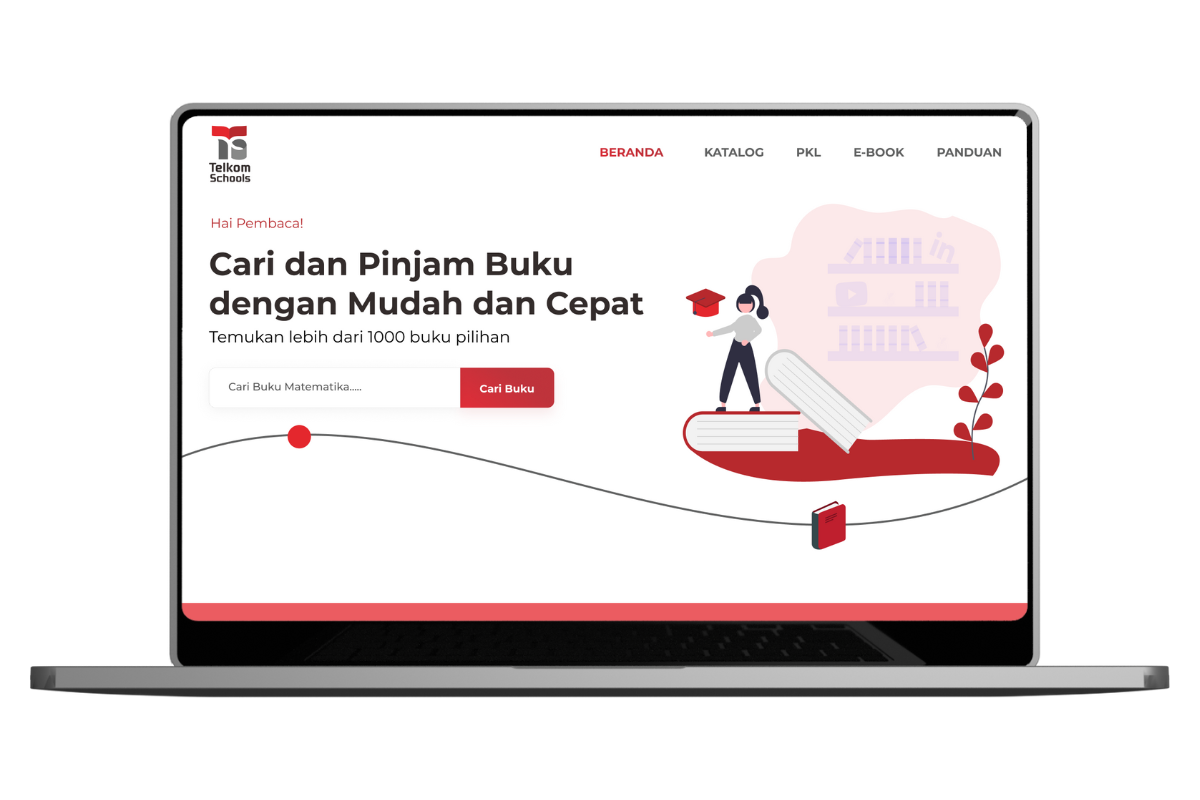 Telkom
Schools
BERANDA KATALOG PKL E-BOOK PANDUAN
Hai Pembaca!
Cari dan Pinjam Buku
dengan Mudah dan Cepat
Temukan lebih dari 1000 buku pilihan
Cari Buku Matematika..... Cari Buku
in